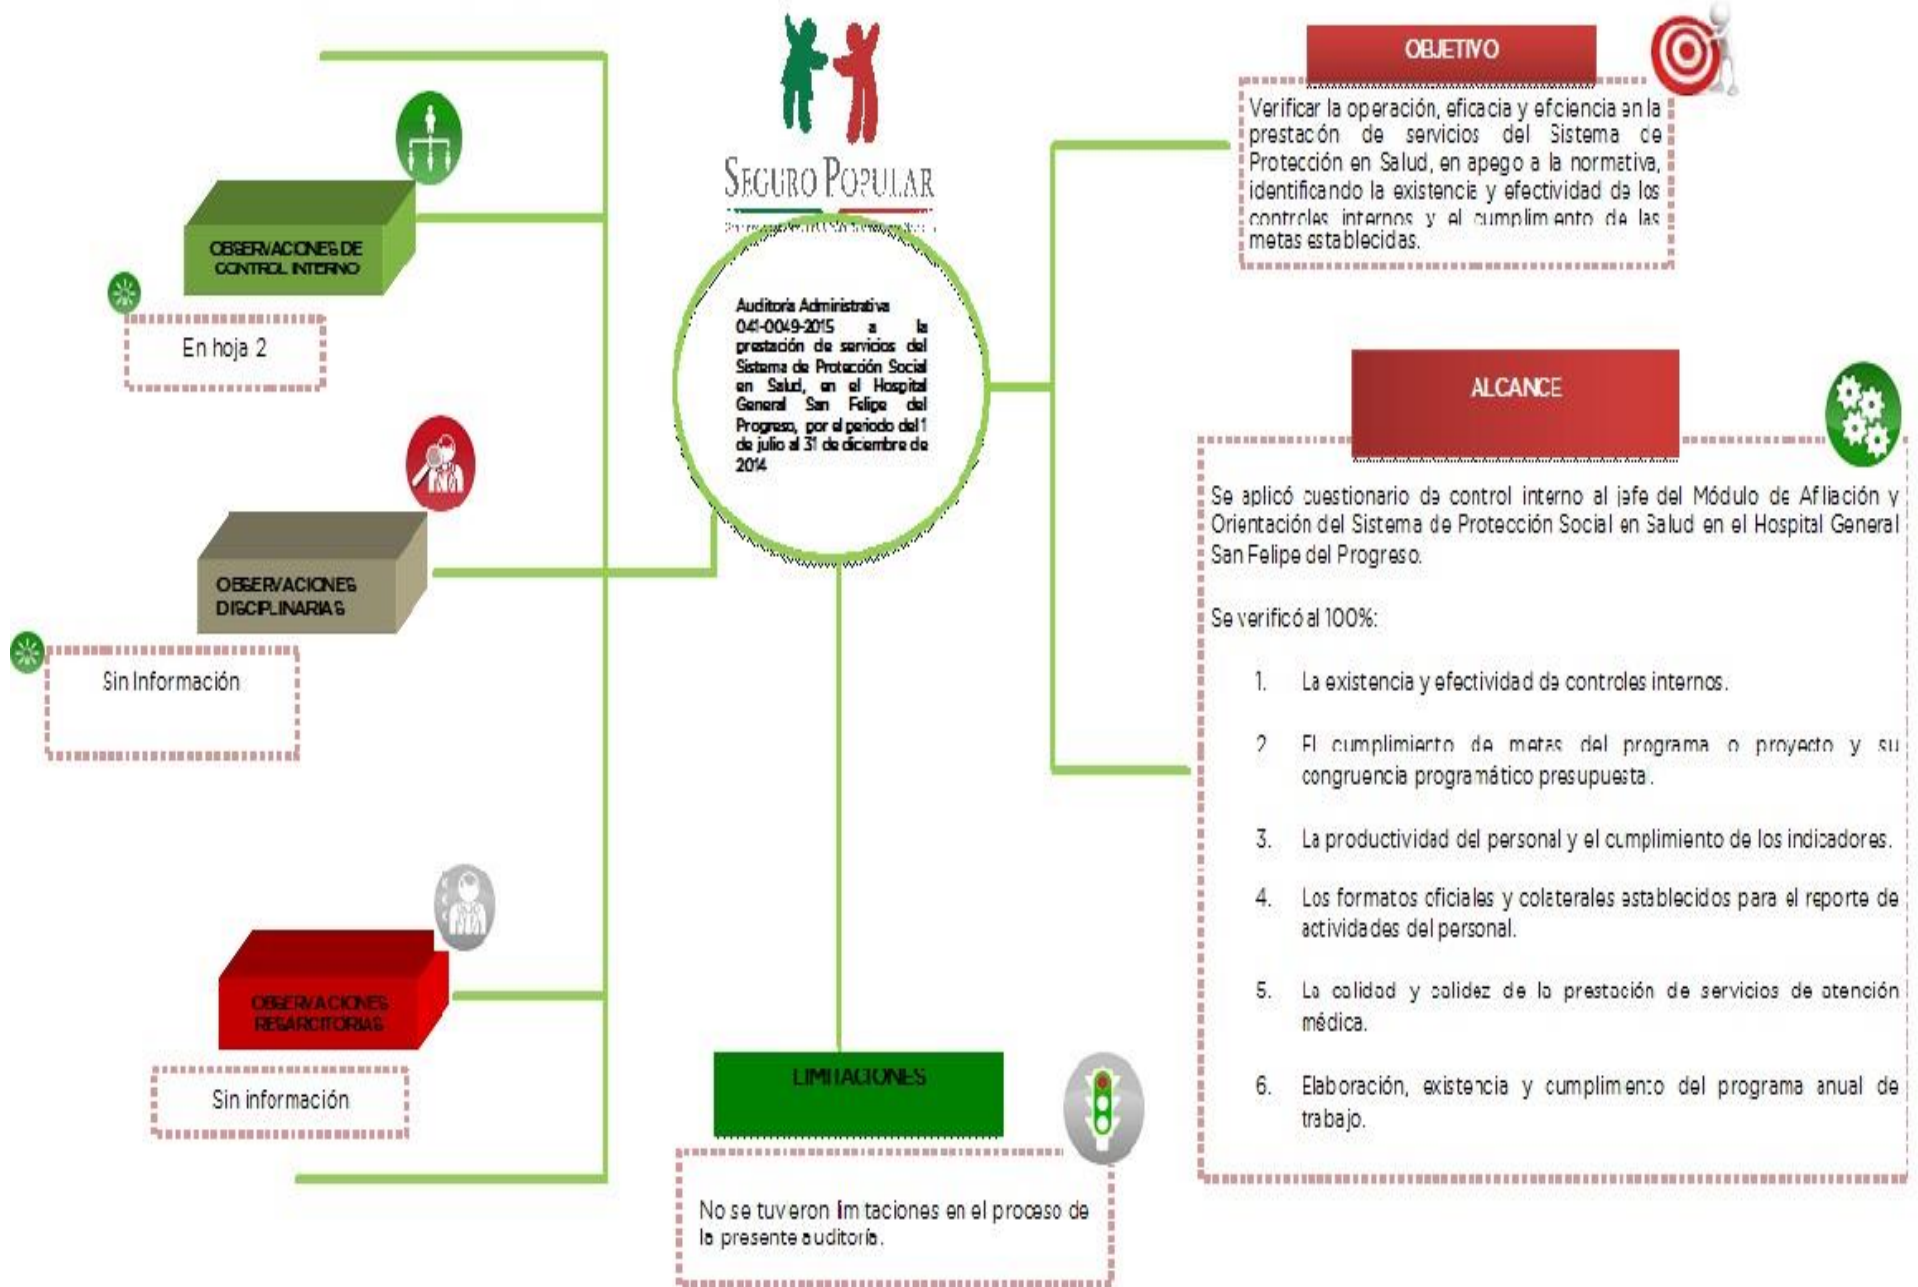 SEGURO POPULAR
Auditoría Administrativa
041-0049-2015 a la
prestación de servicios del
Sistema de Protección Social
en Salud, en el Hospital
General San Felipe del
Progreso, por el periodo del 1
de julio al 31 de diciembre de
2014
OBSERVACIONES DE
CONTROL INTERNO
En hoja 2
OBSERVACIONES
DISCIPLINARIAS
Sin Información
OBSERVACIONES
RESARCITORIAS
Sin información
LIMITACIONES
No se tuvieron limitaciones en el proceso de
la presente auditoría.
OBJETIVO
Verificar la operación, eficacia y eficiencia en la
prestación de servicios del Sistema de
Protección en Salud, en apego a la normativa,
identificando la existencia y efectividad de los
controles internos y el cumplimiento de las
metas establecidas.
ALCANCE
Se aplicó cuestionario de control interno al jefe del Módulo de Afiliación y
Orientación del Sistema de Protección Social en Salud en el Hospital General
San Felipe del Progreso.
Se verificó al 100%:
1. La existencia y efectividad de controles internos.
2 El cumplimiento de metas del programa o proyecto y su
congruencia programático presupuestal.
3. La productividad del personal y el cumplimiento de los indicadores.
4. Los formatos oficiales y colaterales establecidos para el reporte de
actividades del personal.
5. La calidad y calidez de la prestación de servicios de atención
médica.
6. Elaboración, existencia y cumplimiento del programa anual de
trabajo.